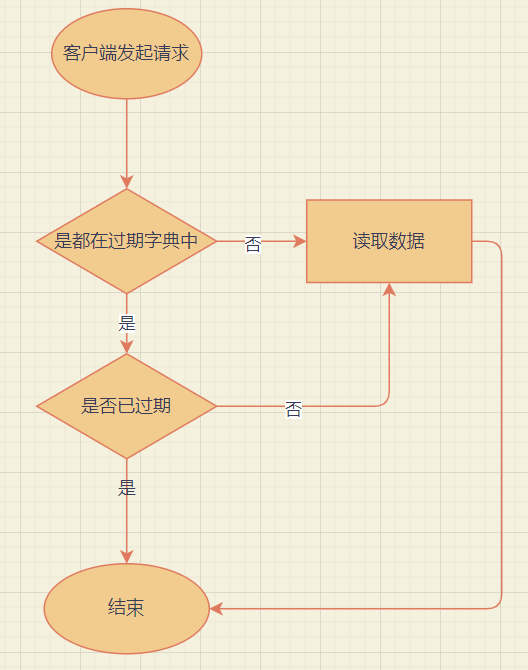 客户端发起请求
是都在过期字典中
否
读取数据
是
是否已过期
否
是
结束